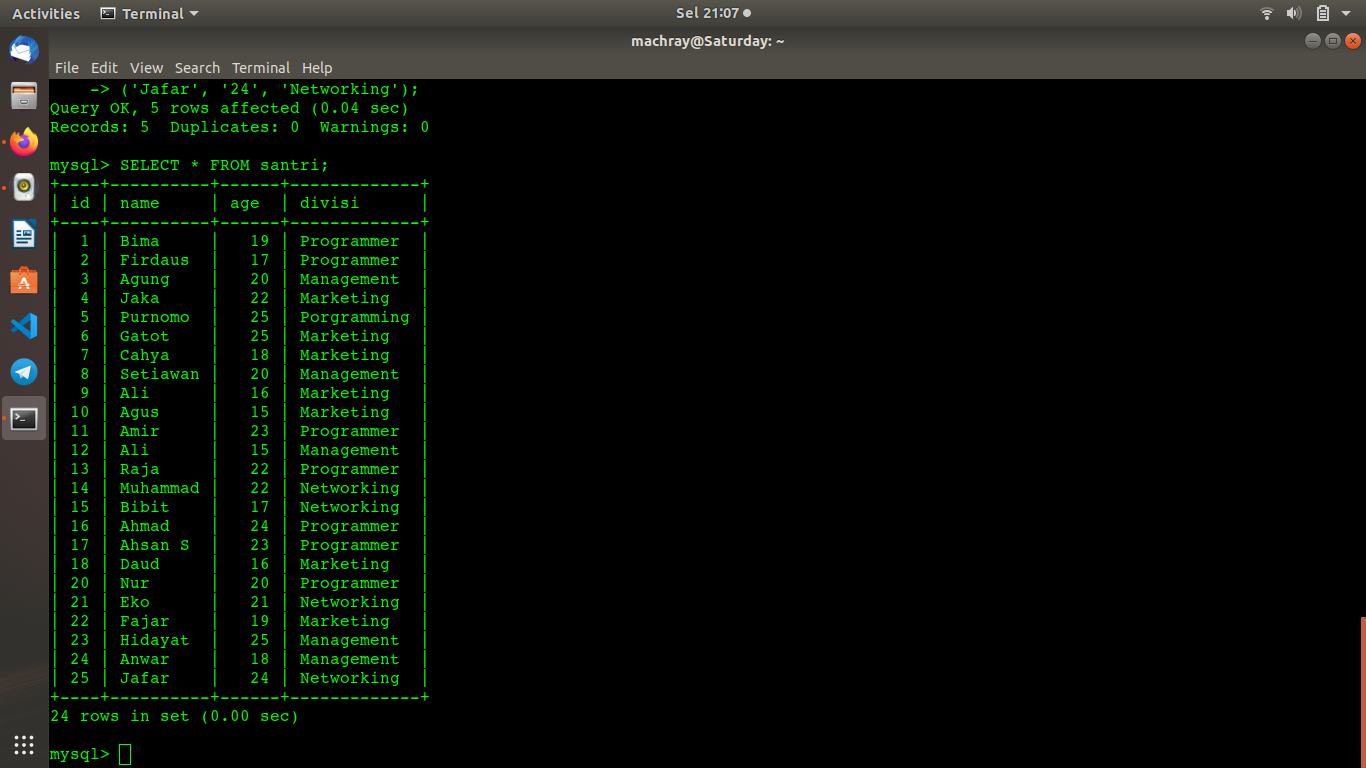 Activities Terminal Sel 21:07
machray@Saturday: ~
File Edit View Search Terminal Help
    -> ('Jafar', '24', 'Networking');
Query OK, 5 rows affected (0.04 sec)
Records: 5  Duplicates: 0  Warnings: 0
mysql> SELECT * FROM santri;
+----+----------+------+-------------+
| id | name     | age  | divisi      |
+----+----------+------+-------------+
|  1 | Bima     |   19 | Programmer  |
|  2 | Firdaus  |   17 | Programmer  |
|  3 | Agung    |   20 | Management  |
|  4 | Jaka     |   22 | Marketing   |
|  5 | Purnomo  |   25 | Porgramming |
|  6 | Gatot    |   25 | Marketing   |
|  7 | Cahya    |   18 | Marketing   |
|  8 | Setiawan |   20 | Management  |
|  9 | Ali      |   16 | Marketing   |
| 10 | Agus     |   15 | Marketing   |
| 11 | Amir     |   23 | Programmer  |
| 12 | Ali      |   15 | Management  |
| 13 | Raja     |   22 | Programmer  |
| 14 | Muhammad |   22 | Networking  |
| 15 | Bibit    |   17 | Networking  |
| 16 | Ahmad    |   24 | Programmer  |
| 17 | Ahsan S  |   23 | Programmer  |
| 18 | Daud     |   16 | Marketing   |
| 20 | Nur      |   20 | Programmer  |
| 21 | Eko      |   21 | Networking  |
| 22 | Fajar    |   19 | Marketing   |
| 23 | Hidayat  |   25 | Management  |
| 24 | Anwar    |   18 | Management  |
| 25 | Jafar    |   24 | Networking  |
+----+----------+------+-------------+
24 rows in set (0.00 sec)
mysql>